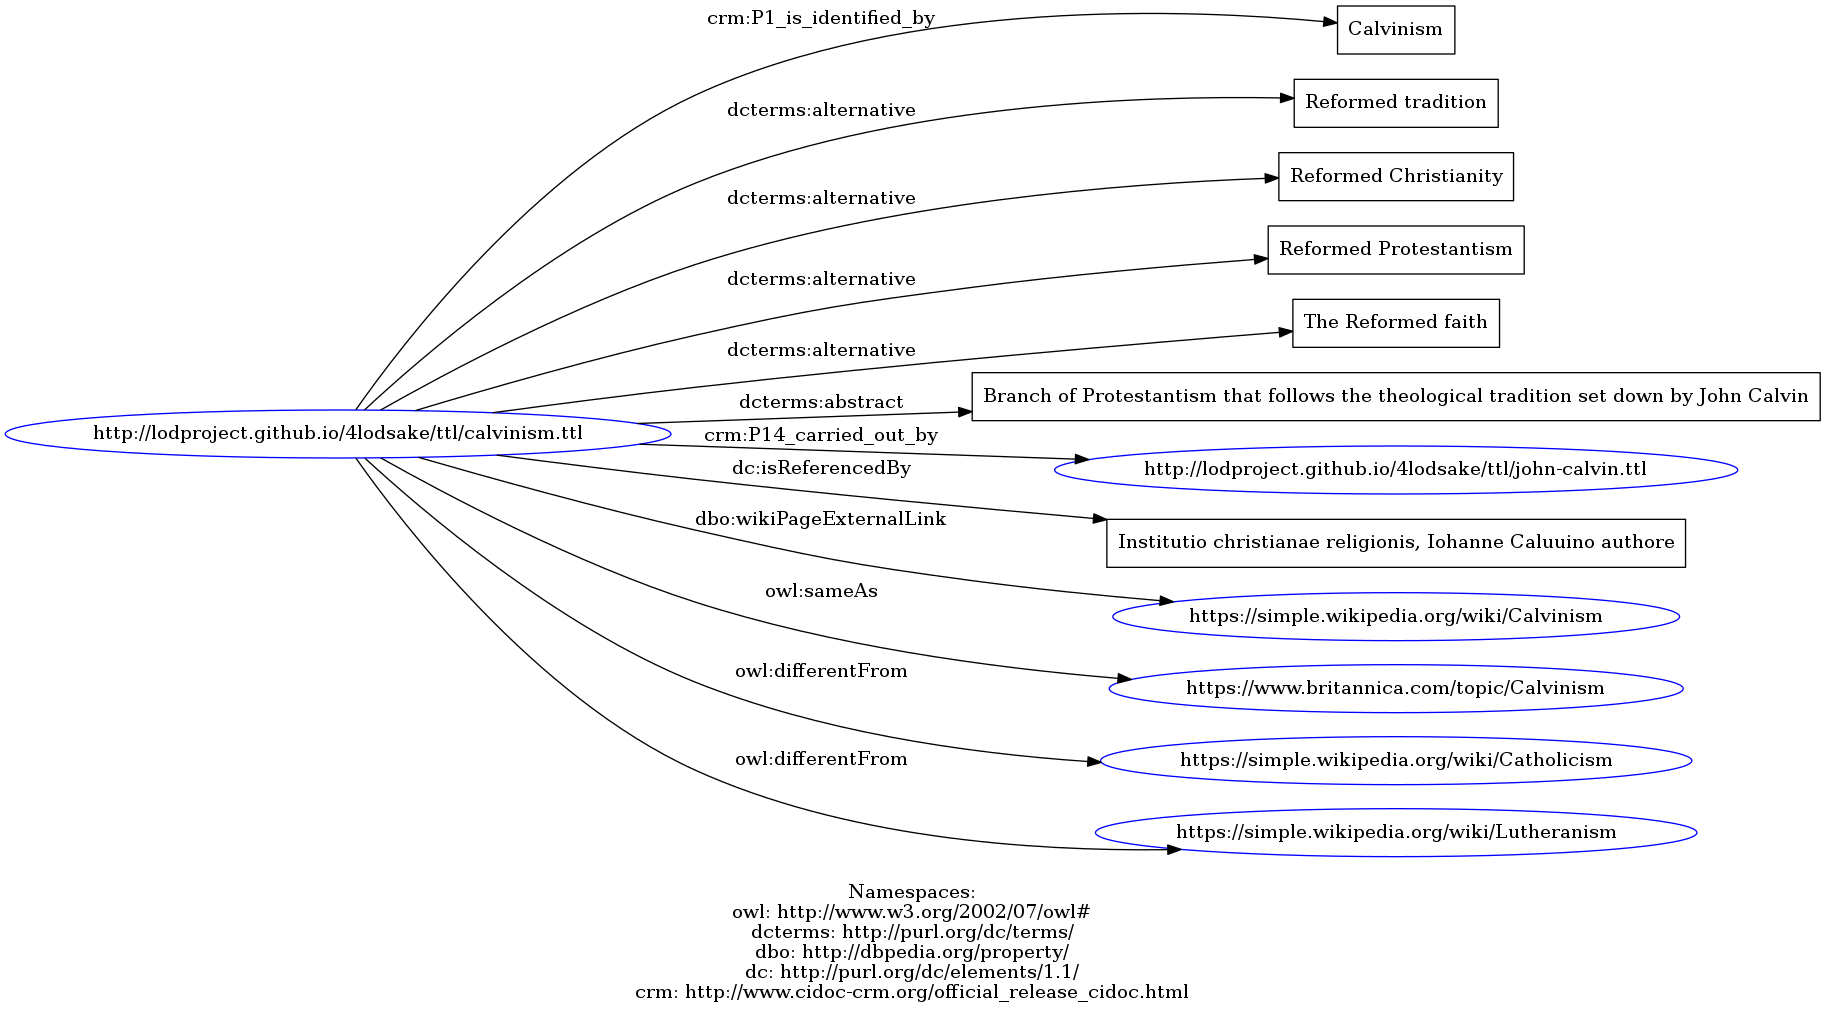 crm:P1_is_identified_by
Calvinism
dcterms:alternative
Reformed tradition
dcterms:alternative
Reformed Christianity
dcterms:alternative
Reformed Protestantism
dcterms:alternative
The Reformed faith
dcterms:abstract
Branch of Protestantism that follows the theological tradition set down by John Calvin
http://lodproject.github.io/4lodsake/ttl/calvinism.ttl
crm:P14_carried_out_by
http://lodproject.github.io/4lodsake/ttl/john-calvin.ttl
dc:isReferencedBy
Institutio christianae religionis, Iohanne Caluuino authore
dbo:wikiPageExternalLink
https://simple.wikipedia.org/wiki/Calvinism
owl:sameAs
https://www.britannica.com/topic/Calvinism
owl:differentFrom
https://simple.wikipedia.org/wiki/Catholicism
owl:differentFrom
https://simple.wikipedia.org/wiki/Lutheranism
Namespaces:
owl: http://www.w3.org/2002/07/owl#
dcterms: http://purl.org/dc/terms/
dbo: http://dbpedia.org/property/
dc: http://purl.org/dc/elements/1.1/
crm: http://www.cidoc-crm.org/official_release_cidoc.html